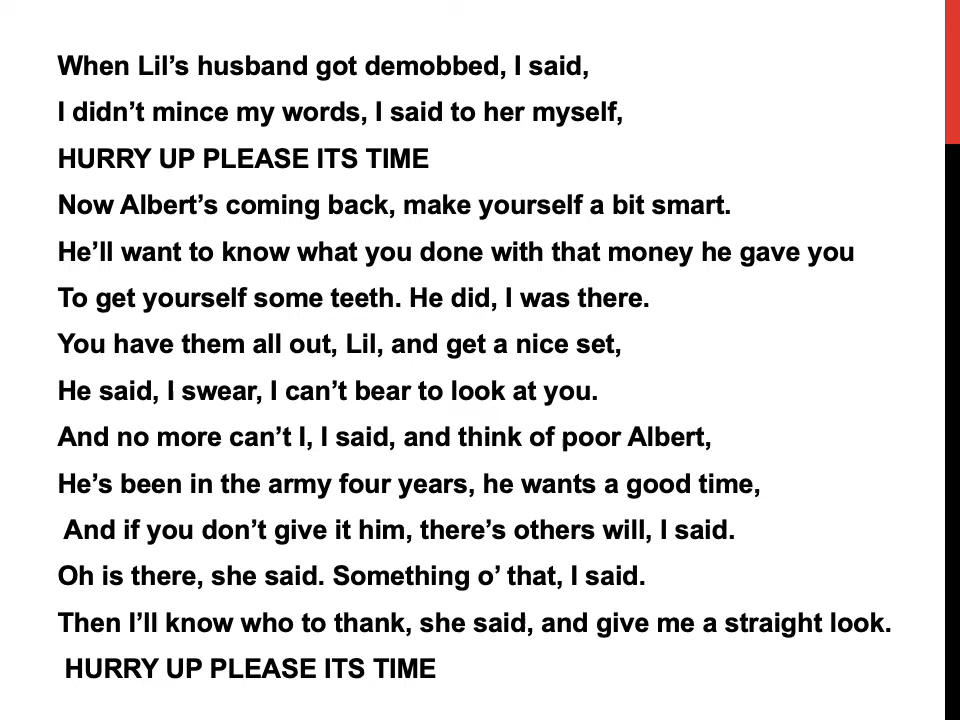 When Lil’s husband got demobbed, I said,
I didn’t mince my words, I said to her myself,
HURRY UP PLEASE ITS TIME
Now Albert’s coming back, make yourself a bit smart.
He’ll want to know what you done with that money he gave you
To get yourself some teeth. He did, I was there.
You have them all out, Lil, and get a nice set,
He said, I swear, I can’t bear to look at you.
And no more can’t I, I said, and think of poor Albert,
He’s been in the army four years, he wants a good time,
And if you don’t give it him, there’s others will, I said.
Oh is there, she said. Something o’ that, I said.
Then I’ll know who to thank, she said, and give me a straight look.
HURRY UP PLEASE ITS TIME